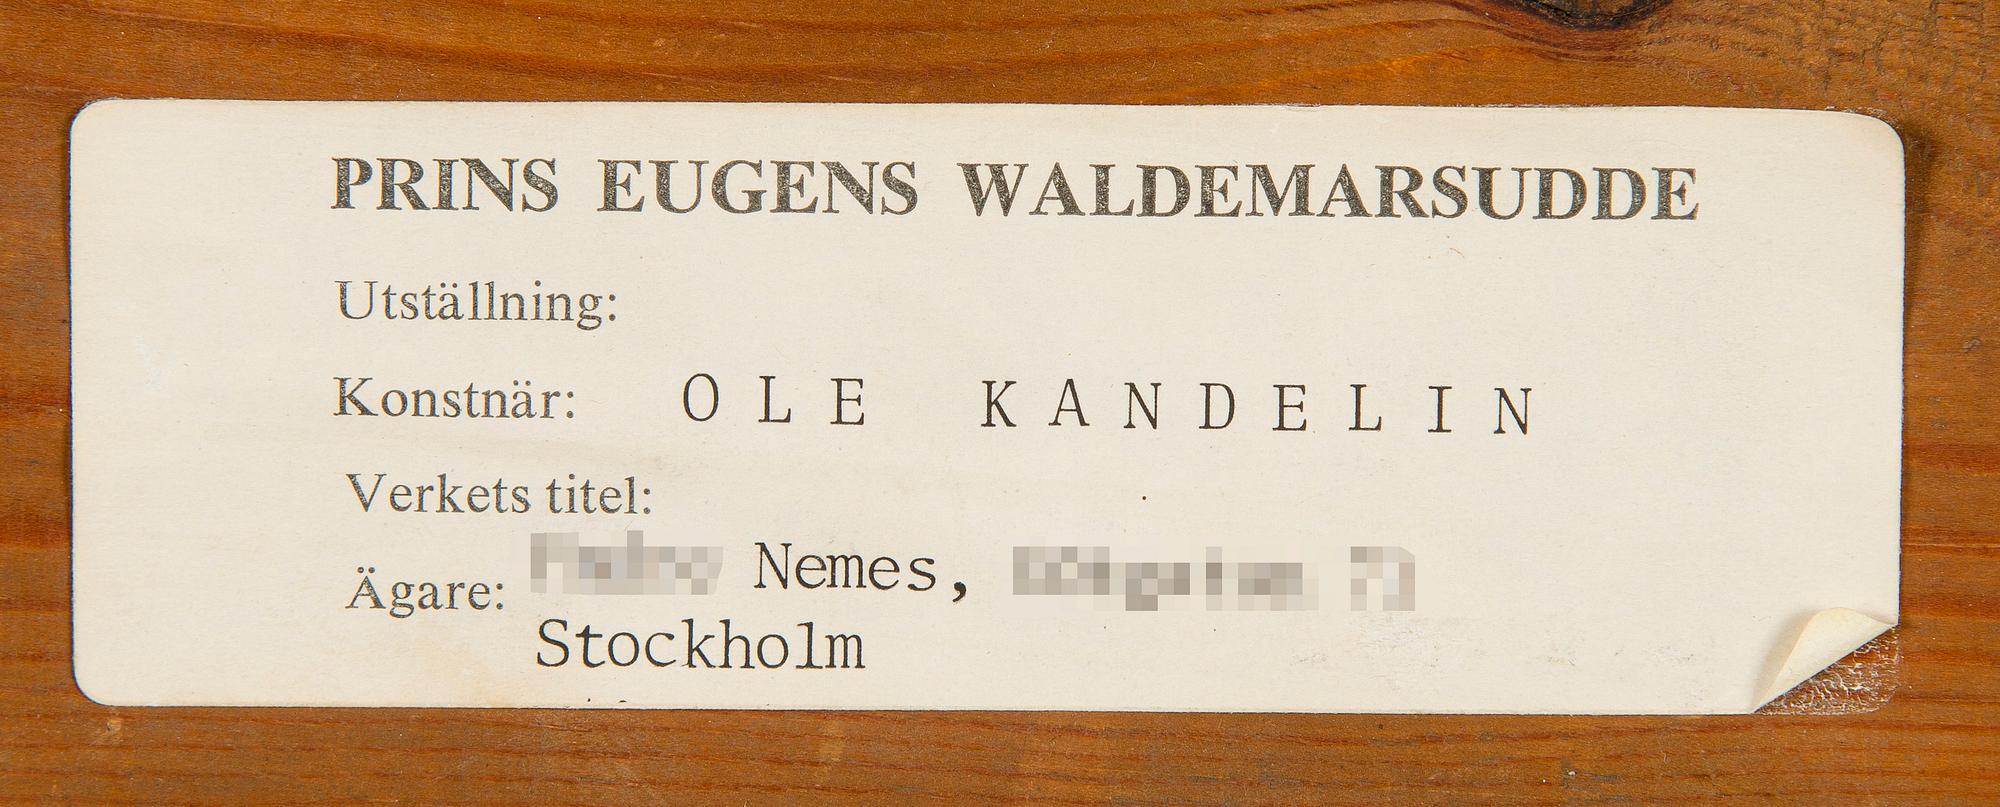 PRINS EUGENS WALDEMARSUDDE
Utställning:
Konstnär: OLE KANDELIN
Verkets titel:
Ägare: Nemes,
Stockholm